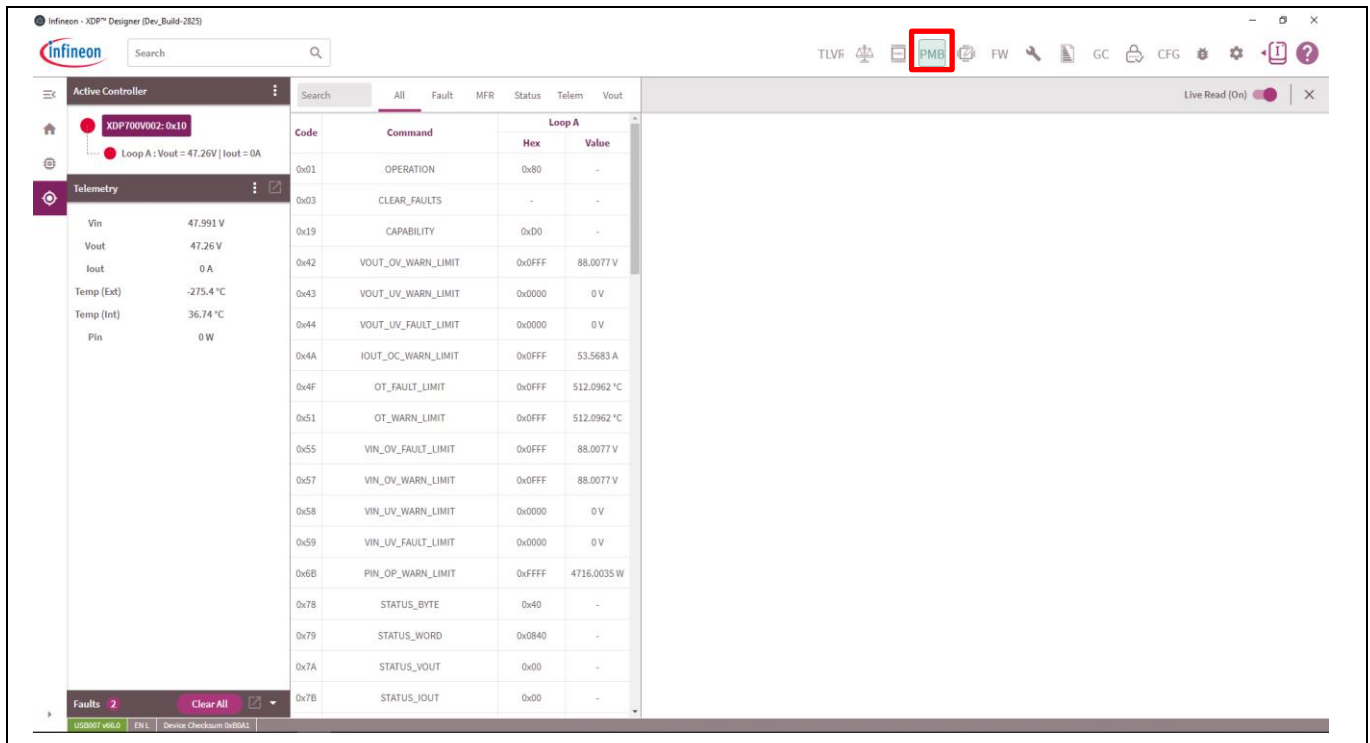 Infineon - XDP™ Designer (Dev_Build-2825)
infineon Search TLVR PMB FW GC CFG
Active Controller
XDP700V002: 0x10
Loop A : Vout = 47.26V | Iout = 0A
Telemetry
Vin 47.991 V
Vout 47.26 V
Iout 0 A
Temp (Ext) -275.4 °C
Temp (Int) 36.74 °C
Pin 0 W
Faults 2 Clear All
Search All Fault MFR Status Telem Vout Live Read (On)
Code Command Loop A
Hex Value
0x01 OPERATION 0x80 -
0x03 CLEAR_FAULTS - -
0x19 CAPABILITY 0xD0 -
0x42 VOUT_OV_WARN_LIMIT 0x0FFF 88.0077 V
0x43 VOUT_UV_WARN_LIMIT 0x0000 0 V
0x44 VOUT_UV_FAULT_LIMIT 0x0000 0 V
0x4A IOUT_OC_WARN_LIMIT 0x0FFF 53.5683 A
0x4F OT_FAULT_LIMIT 0x0FFF 512.0962 °C
0x51 OT_WARN_LIMIT 0x0FFF 512.0962 °C
0x55 VIN_OV_FAULT_LIMIT 0x0FFF 88.0077 V
0x57 VIN_OV_WARN_LIMIT 0x0FFF 88.0077 V
0x58 VIN_UV_WARN_LIMIT 0x0000 0 V
0x59 VIN_UV_FAULT_LIMIT 0x0000 0 V
0x6B PIN_OP_WARN_LIMIT 0xFFFF 4716.0035 W
0x78 STATUS_BYTE 0x40 -
0x79 STATUS_WORD 0x0840 -
0x7A STATUS_VOUT 0x00 -
0x7B STATUS_IOUT 0x00 -
USB007 v66.0 EN L Device Checksum 0xB0A1